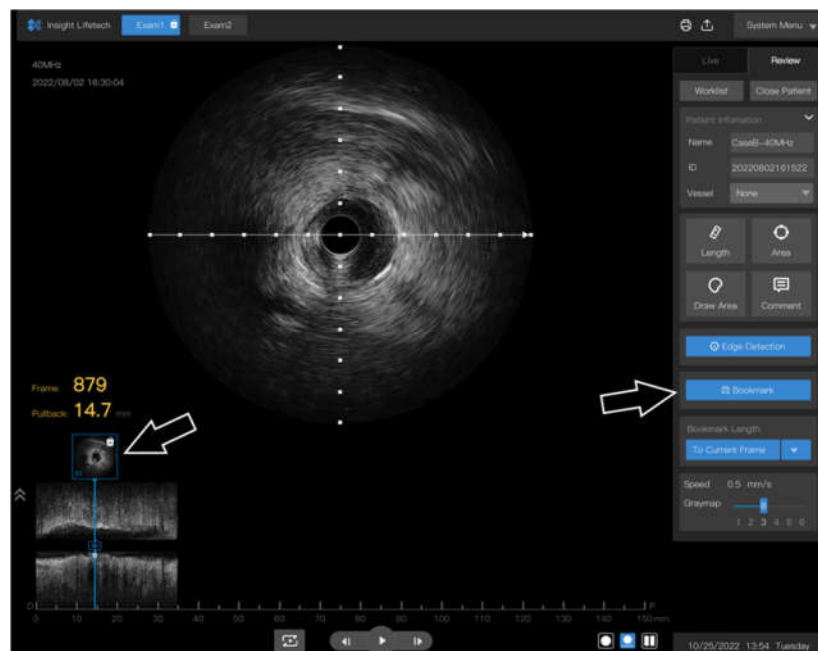 Insight Lifetech Exam1 Exam2 System Menu
40MHz
2022/08/02 16:30:04
Live Review
Worklist Close Patient
Patient Infomation
Name CaseB-40MHz
ID 20220802161522
Vessel None
Length Area
Draw Area Comment
Edge Detection
Bookmark
Bookmark Length
To Current Frame
Speed 0.5 mm/s
Graymap
1 2 3 4 5 6
Frame: 879
Pullback: 14.7 mm
D P
0 10 20 30 40 50 60 70 80 90 100 110 120 130 140 150mm
10/25/2022 13:54 Tuesday